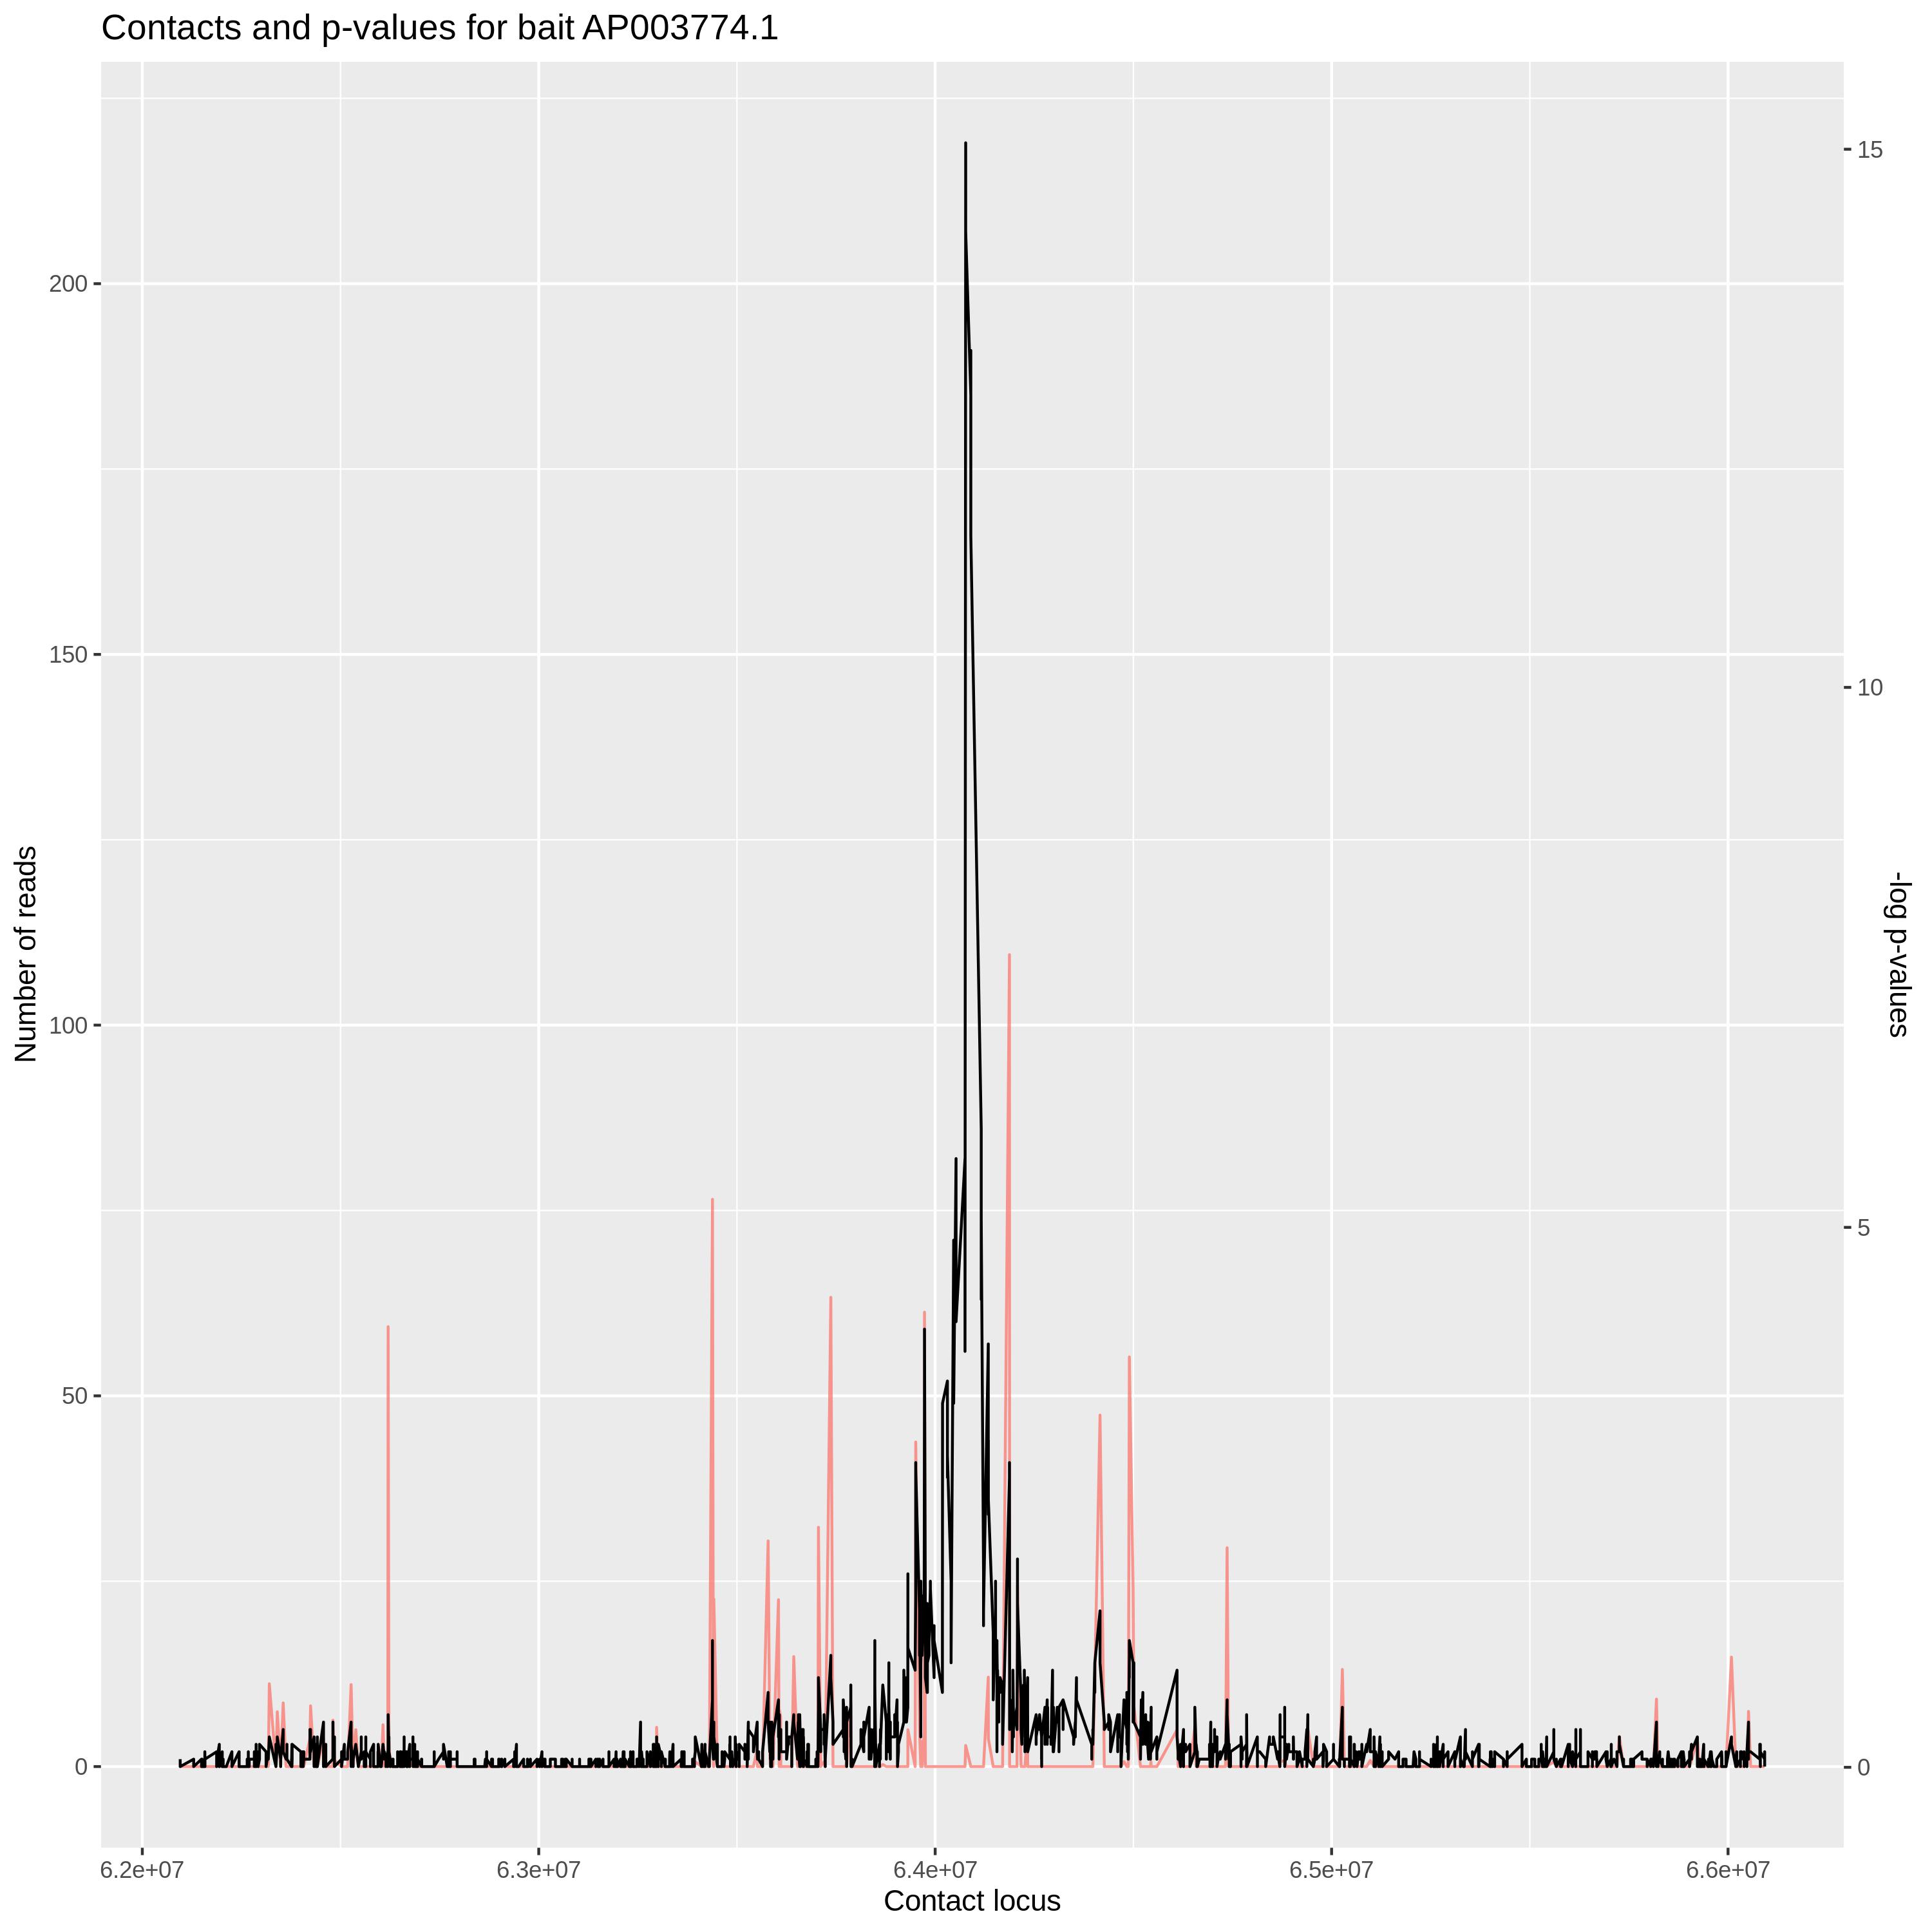 Contacts and p-values for bait AP003774.1
200
150
100
50
0
Number of reads
15
10
5
0
-log p-values
6.2e+07
6.3e+07
6.4e+07
6.5e+07
6.6e+07
Contact locus